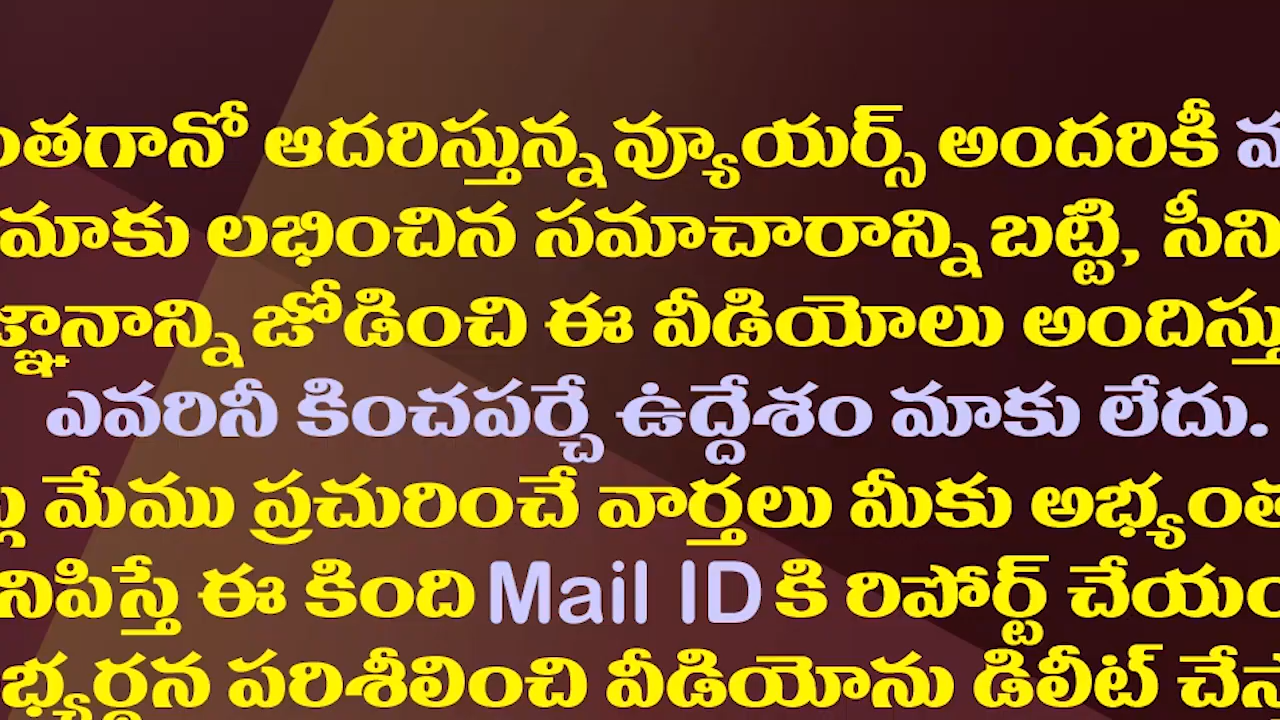 ఆదరిస్తున్న వ్యూయర్స్ అందరికీ
మాకు లభించిన సమాచారాన్ని బట్టి,
జోడించి ఈ వీడియోలు
ఎవరినీ కించపర్చే ఉద్దేశం మాకు లేదు.
మేము ప్రచురించే వార్తలు మీకు
ఈ కింది Mail ID కి రిపోర్ట్
పరిశీలించి వీడియోను డిలీట్